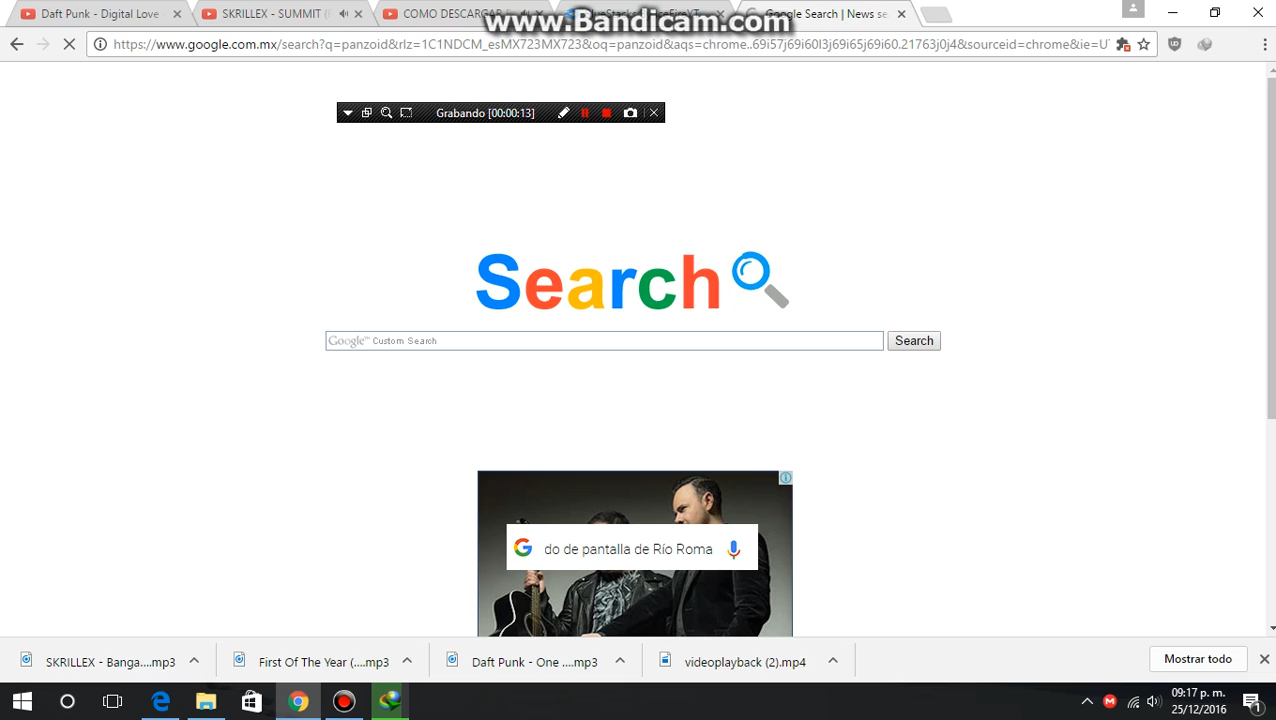 www.Bandicam.com
Daft Punk - Digital Love
SKRILLEX - SUMMIT (
COMO DESCARGAR
Google Search | News se
https://www.google.com.mx/search?q=panzoid&rlz=1C1NDCM_esMX723MX723&oq=panzoid&aqs=chrome..69i57j69i60l3j69i65j69i60.21763j0j4&sourceid=chrome&ie=UT
Grabando [00:00:13]
Search
Google™ Custom Search
Search
G do de pantalla de Río Roma
SKRILLEX - Banga....mp3
First Of The Year (....mp3
Daft Punk - One ....mp3
videoplayback (2).mp4
Mostrar todo
09:17 p. m.
25/12/2016
1